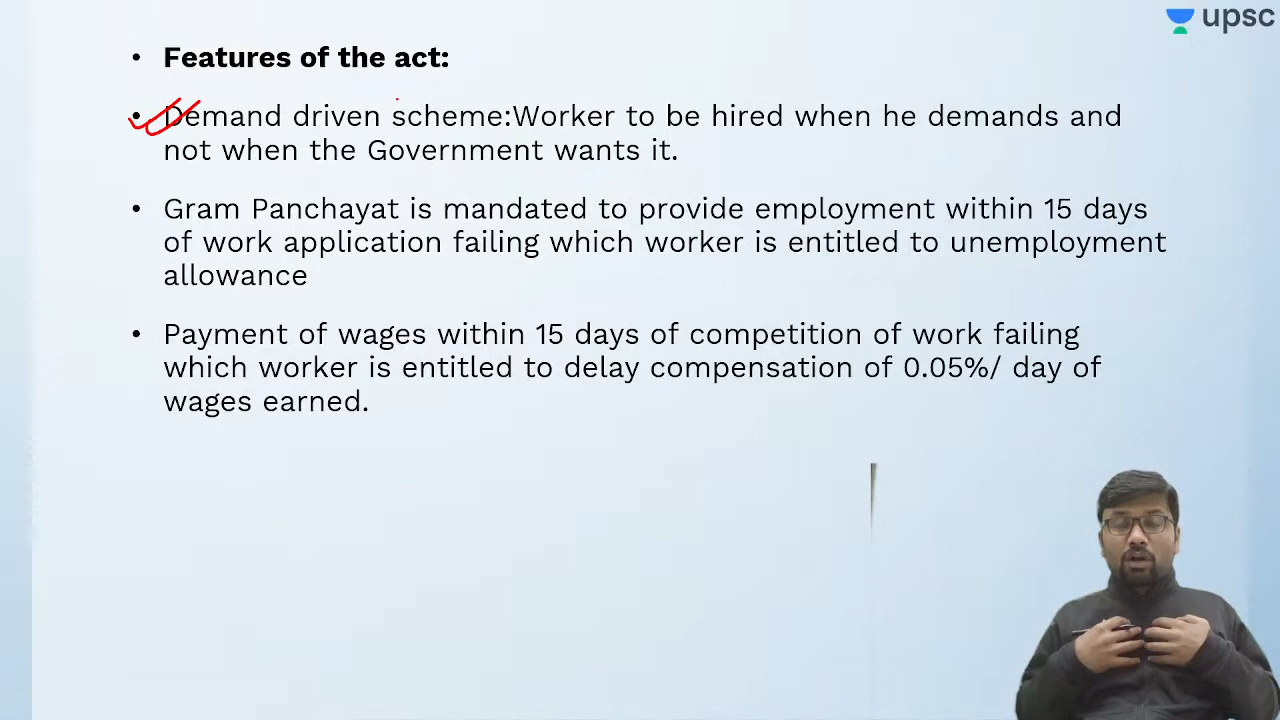 upsc
• Features of the act:
• Demand driven scheme:Worker to be hired when he demands and
not when the Government wants it.
• Gram Panchayat is mandated to provide employment within 15 days
of work application failing which worker is entitled to unemployment
allowance
• Payment of wages within 15 days of competition of work failing
which worker is entitled to delay compensation of 0.05%/ day of
wages earned.